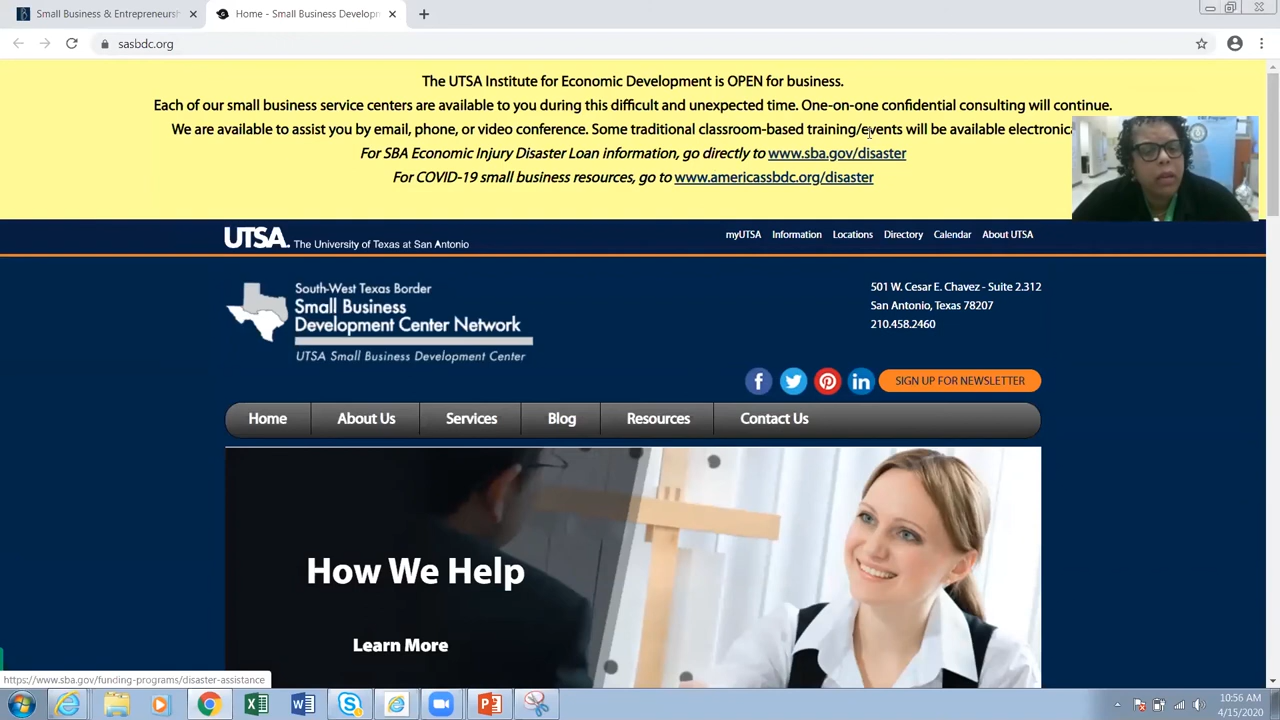 Small Business & Entrepreneursh
Home - Small Business Developm
sasbdc.org
The UTSA Institute for Economic Development is OPEN for business.
Each of our small business service centers are available to you during this difficult and unexpected time. One-on-one confidential consulting will continue.
We are available to assist you by email, phone, or video conference. Some traditional classroom-based training/events will be available electronica
For SBA Economic Injury Disaster Loan information, go directly to www.sba.gov/disaster
For COVID-19 small business resources, go to www.americassbdc.org/disaster
UTSA. The University of Texas at San Antonio
myUTSA Information Locations Directory Calendar About UTSA
South-West Texas Border
Small Business
Development Center Network
UTSA Small Business Development Center
501 W. Cesar E. Chavez - Suite 2.312
San Antonio, Texas 78207
210.458.2460
SIGN UP FOR NEWSLETTER
Home About Us Services Blog Resources Contact Us
How We Help
Learn More
https://www.sba.gov/funding-programs/disaster-assistance
10:56 AM
4/15/2020